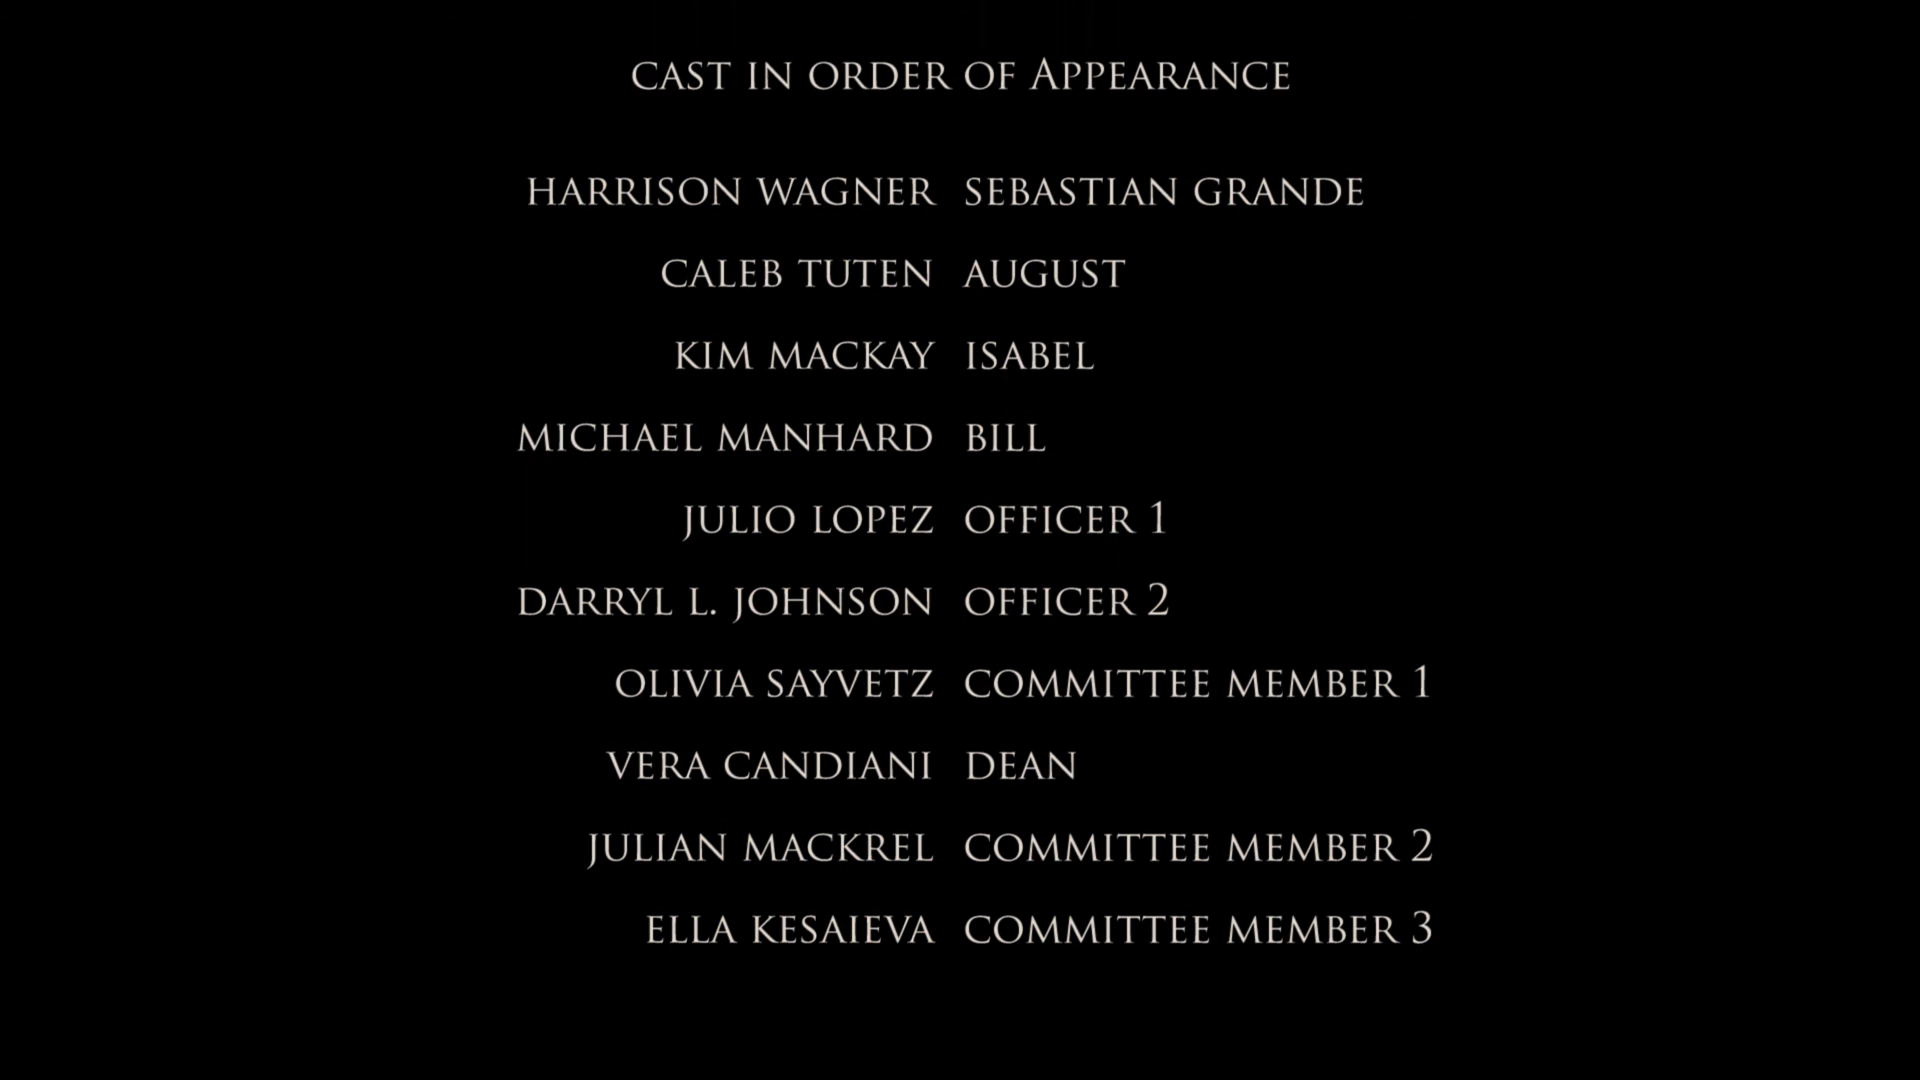 CAST IN ORDER OF APPEARANCE
HARRISON WAGNER SEBASTIAN GRANDE
CALEB TUTEN AUGUST
KIM MACKAY ISABEL
MICHAEL MANHARD BILL
JULIO LOPEZ OFFICER 1
DARRYL L. JOHNSON OFFICER 2
OLIVIA SAYVETZ COMMITTEE MEMBER 1
VERA CANDIANI DEAN
JULIAN MACKREL COMMITTEE MEMBER 2
ELLA KESAIEVA COMMITTEE MEMBER 3